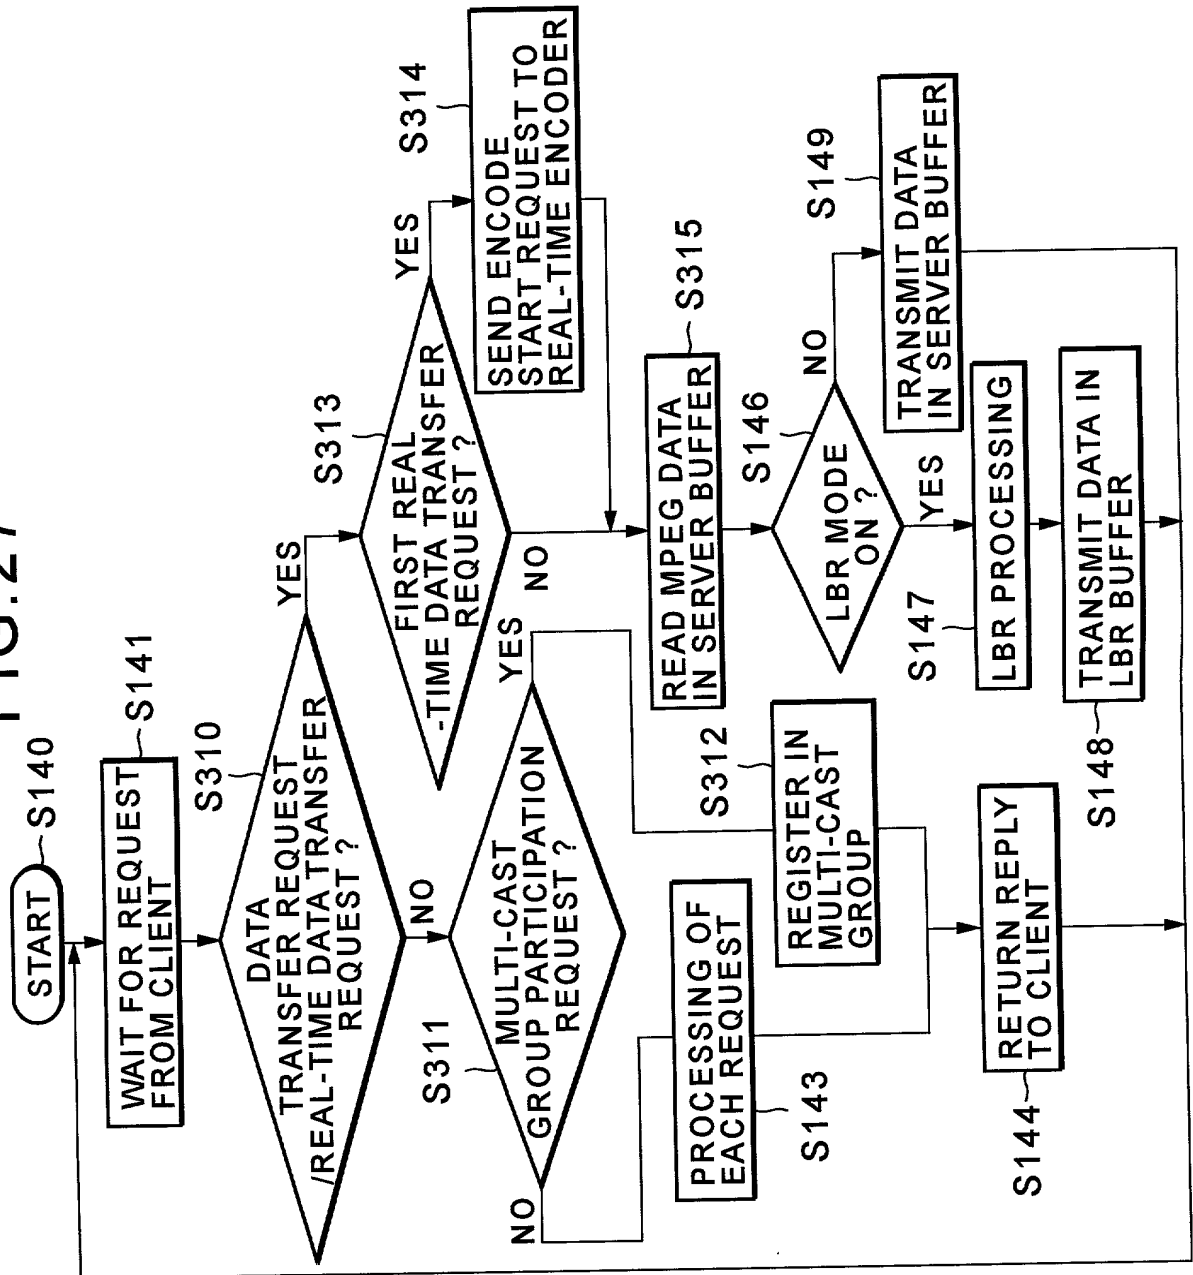 FIG.27
START
S140
WAIT FOR REQUEST
FROM CLIENT
S141
DATA
TRANSFER REQUEST
/REAL-TIME DATA TRANSFER
REQUEST ?
S310
YES
NO
FIRST REAL
-TIME DATA TRANSFER
REQUEST ?
S313
YES
NO
SEND ENCODE
START REQUEST TO
REAL-TIME ENCODER
S314
MULTI-CAST
GROUP PARTICIPATION
REQUEST ?
S311
YES
NO
READ MPEG DATA
IN SERVER BUFFER
S315
PROCESSING OF
EACH REQUEST
S143
REGISTER IN
MULTI-CAST
GROUP
S312
LBR MODE
ON ?
S146
NO
YES
TRANSMIT DATA
IN SERVER BUFFER
S149
LBR PROCESSING
S147
RETURN REPLY
TO CLIENT
S144
TRANSMIT DATA IN
LBR BUFFER
S148